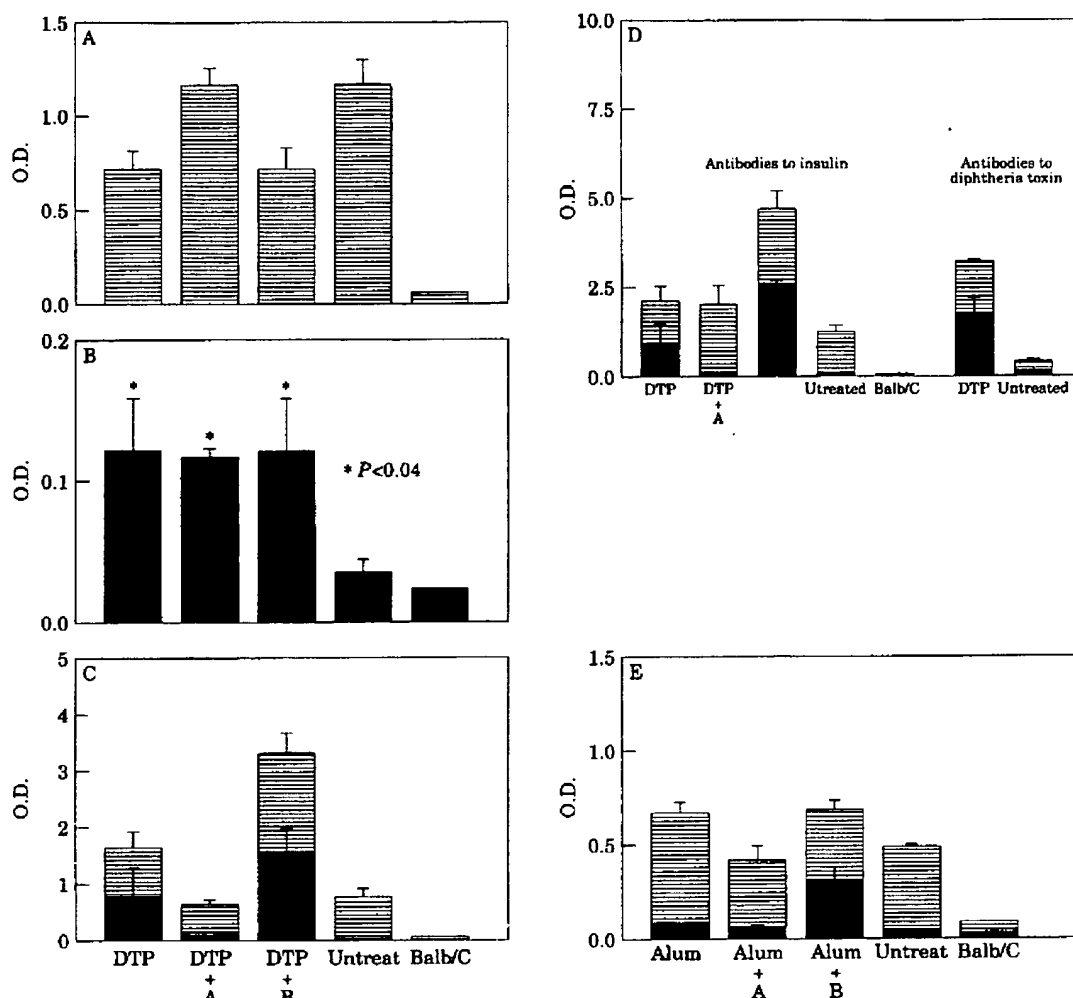 A
1.5
1.0
0.5
0.0
O.D.
B
0.2
0.1
0.0
O.D.
* * *
* P<0.04
C
5
4
3
2
1
0
O.D.
DTP DTP + A DTP + B Untreat Balb/C
D
10.0
7.5
5.0
2.5
0.0
O.D.
Antibodies to insulin
Antibodies to
diphtheria toxin
DTP DTP + A Utreated Balb/C DTP Untreated
E
1.5
1.0
0.5
0.0
O.D.
Alum Alum + A Alum + B Untreat Balb/C